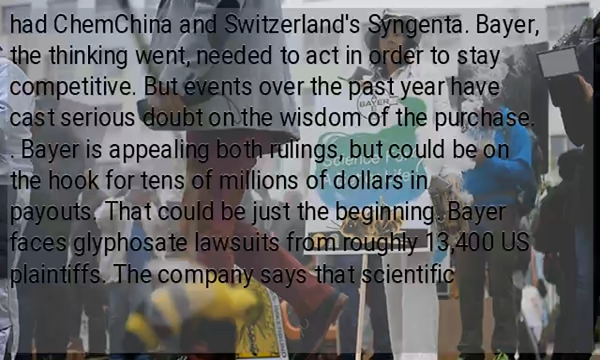 had ChemChina and Switzerland's Syngenta. Bayer,
the thinking went, needed to act in order to stay
competitive. But events over the past year have
cast serious doubt on the wisdom of the purchase.
. Bayer is appealing both rulings, but could be on
the hook for tens of millions of dollars in
payouts. That could be just the beginning. Bayer
faces glyphosate lawsuits from roughly 13,400 US
plaintiffs. The company says that scientific
BAYER
Science For